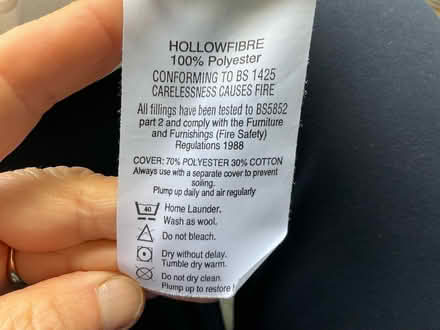 HOLLOWFIBRE
100% Polyester
CONFORMING TO BS 1425
CARELESSNESS CAUSES FIRE
All fillings have been tested to BS5852
part 2 and comply with the Furniture
and Furnishings (Fire Safety)
Regulations 1988
COVER: 70% POLYESTER 30% COTTON
Always use with a separate cover to prevent
soiling.
Plump up daily and air regularly
40 Home Launder.
Wash as wool.
Do not bleach.
Dry without delay.
Tumble dry warm.
Do not dry clean.
Plump up to restore